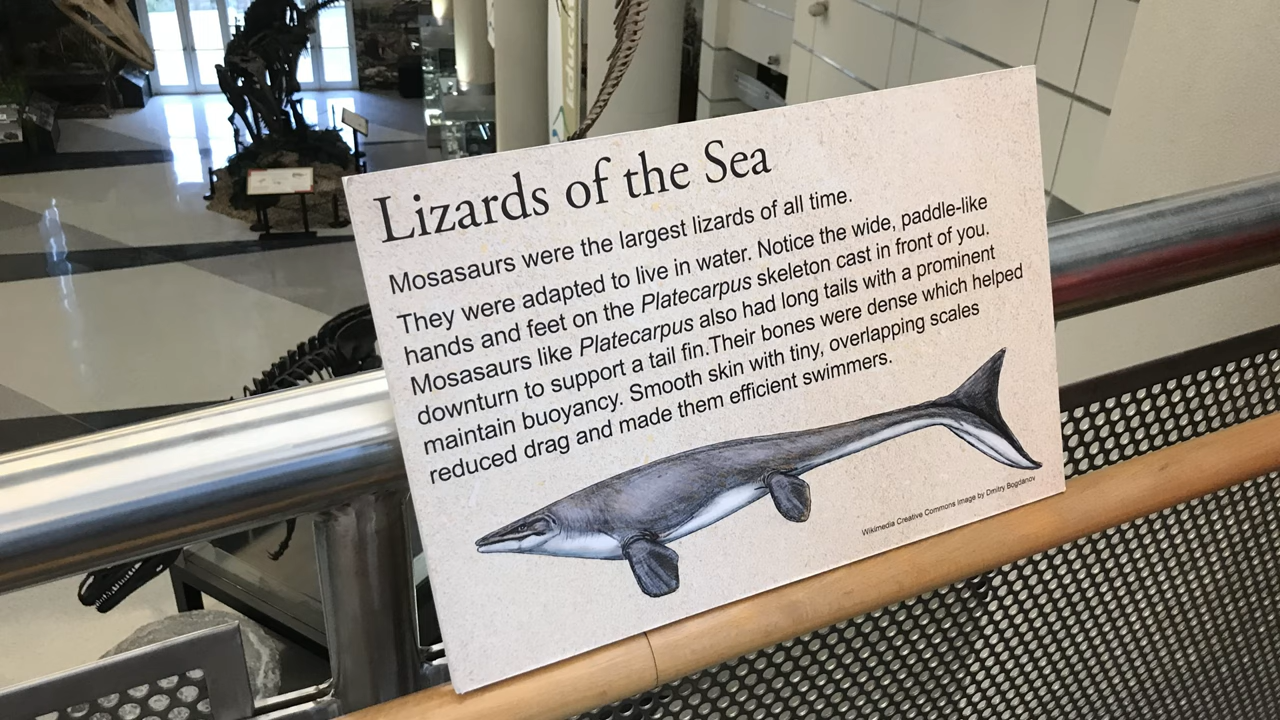 Lizards of the Sea
Mosasaurs were the largest lizards of all time.
They were adapted to live in water. Notice the wide, paddle-like
hands and feet on the Platecarpus skeleton cast in front of you.
Mosasaurs like Platecarpus also had long tails with a prominent
downturn to support a tail fin.Their bones were dense which helped
maintain buoyancy. Smooth skin with tiny, overlapping scales
reduced drag and made them efficient swimmers.
Wikimedia Creative Commons Image by Dmitry Bogdanov